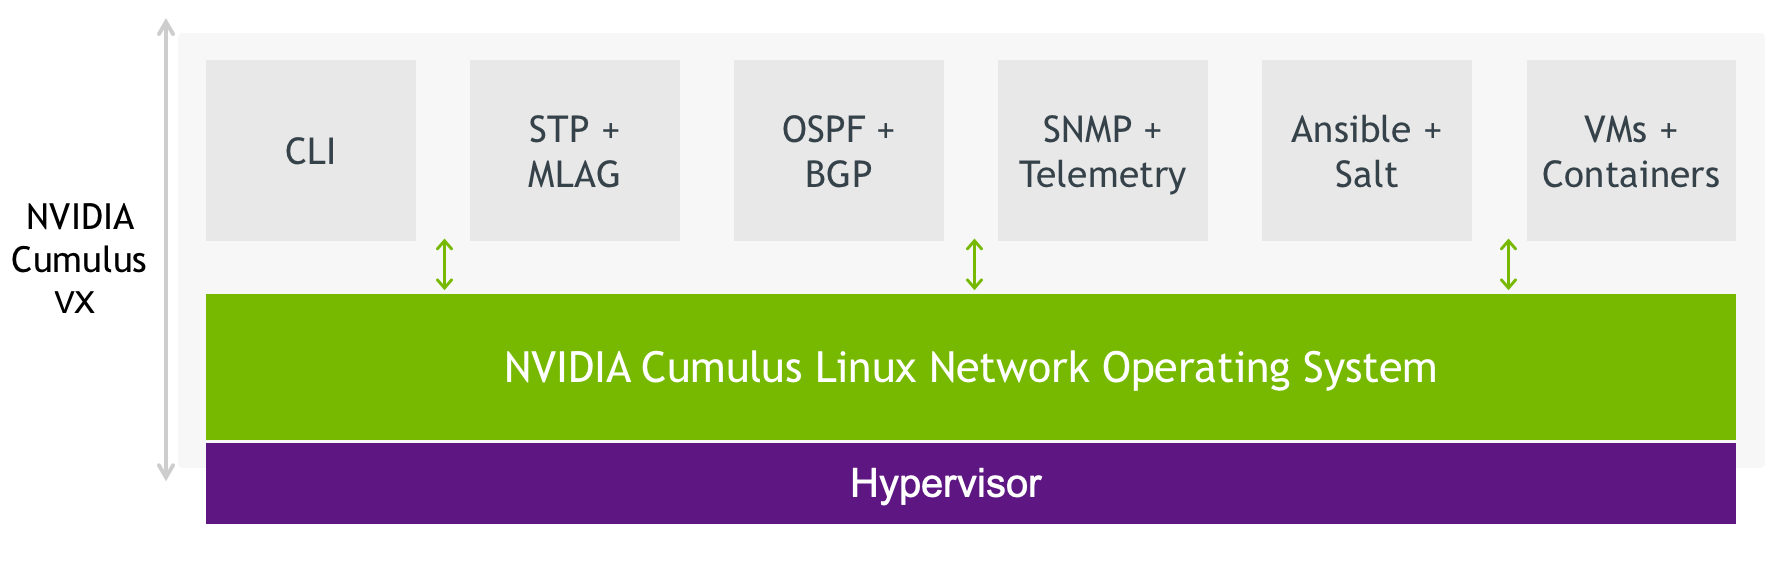 NVIDIA
Cumulus
VX
CLI
STP +
MLAG
OSPF +
BGP
SNMP +
Telemetry
Ansible +
Salt
VMs +
Containers
NVIDIA Cumulus Linux Network Operating System
Hypervisor